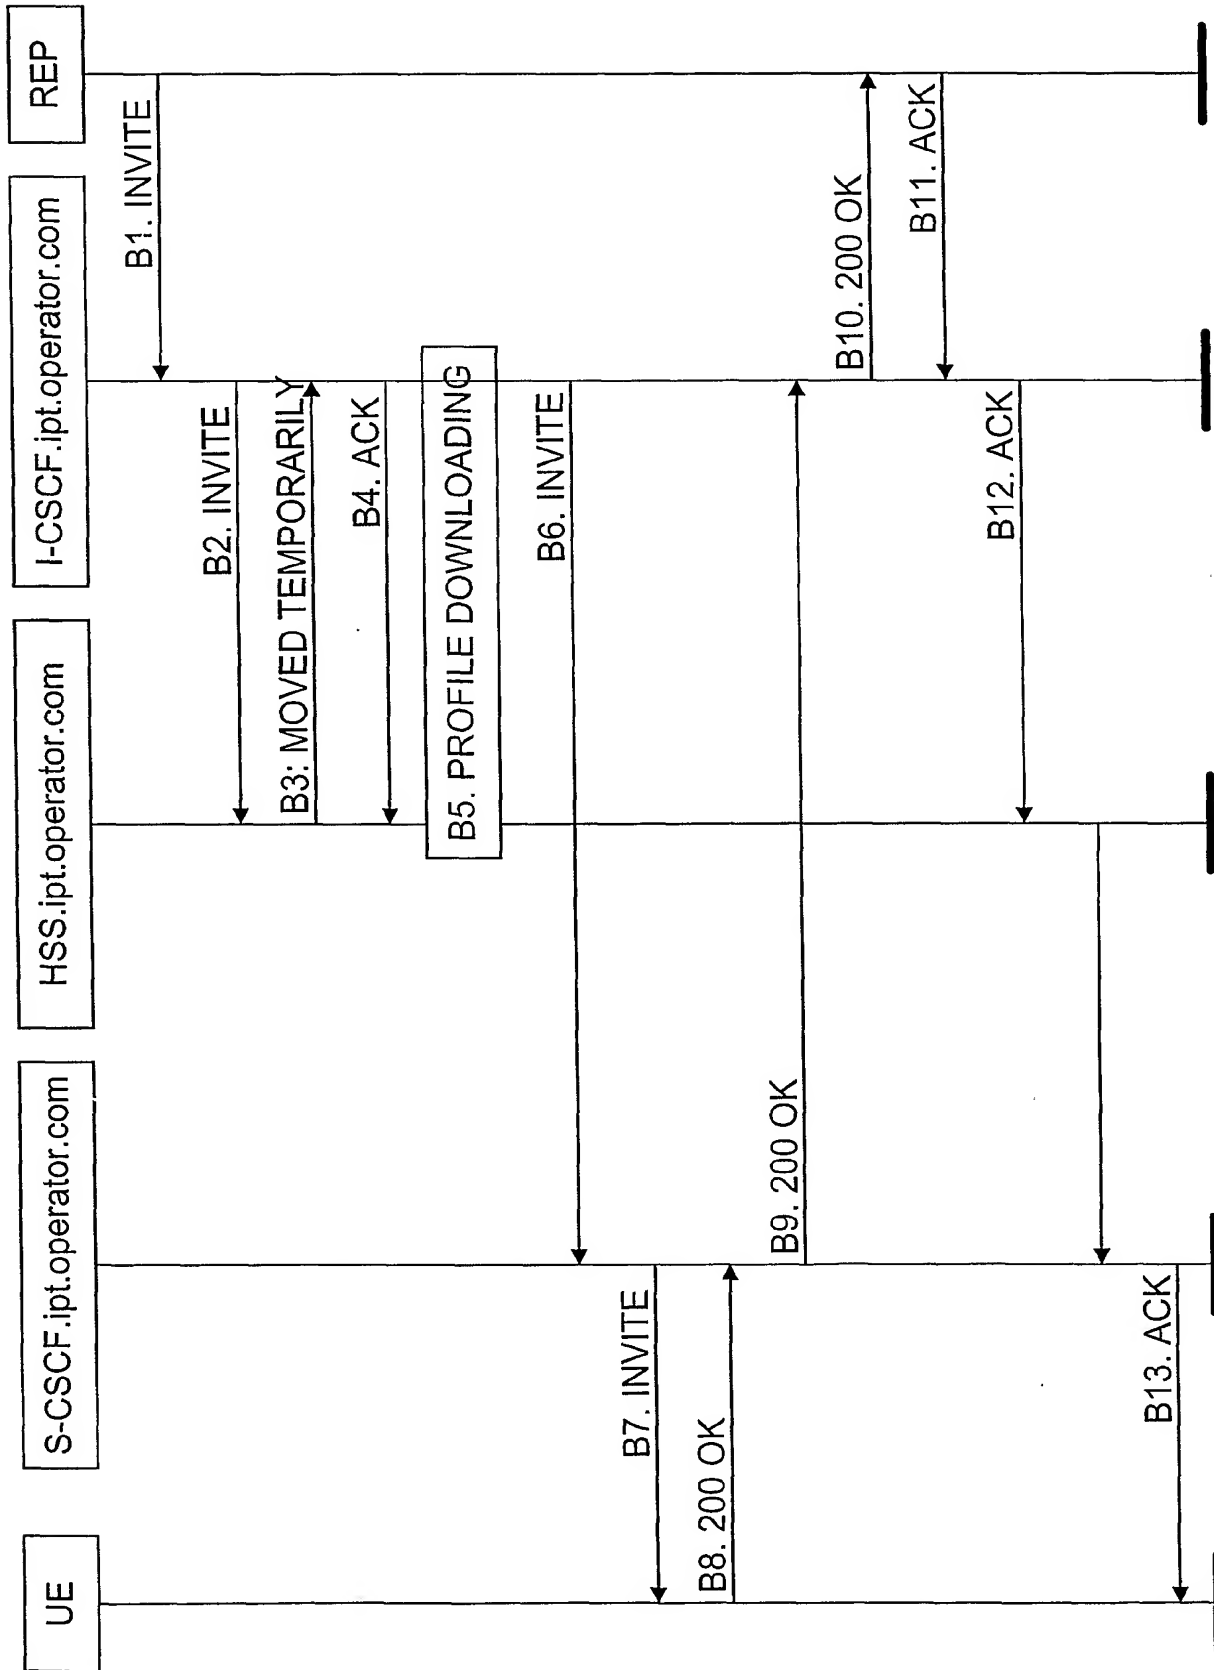 UE
S-CSCF.ipt.operator.com
HSS.ipt.operator.com
I-CSCF.ipt.operator.com
REP
B1. INVITE
B2. INVITE
B3: MOVED TEMPORARILY
B4. ACK
B5. PROFILE DOWNLOADING
B6. INVITE
B7. INVITE
B8. 200 OK
B9. 200 OK
B10. 200 OK
B11. ACK
B12. ACK
B13. ACK